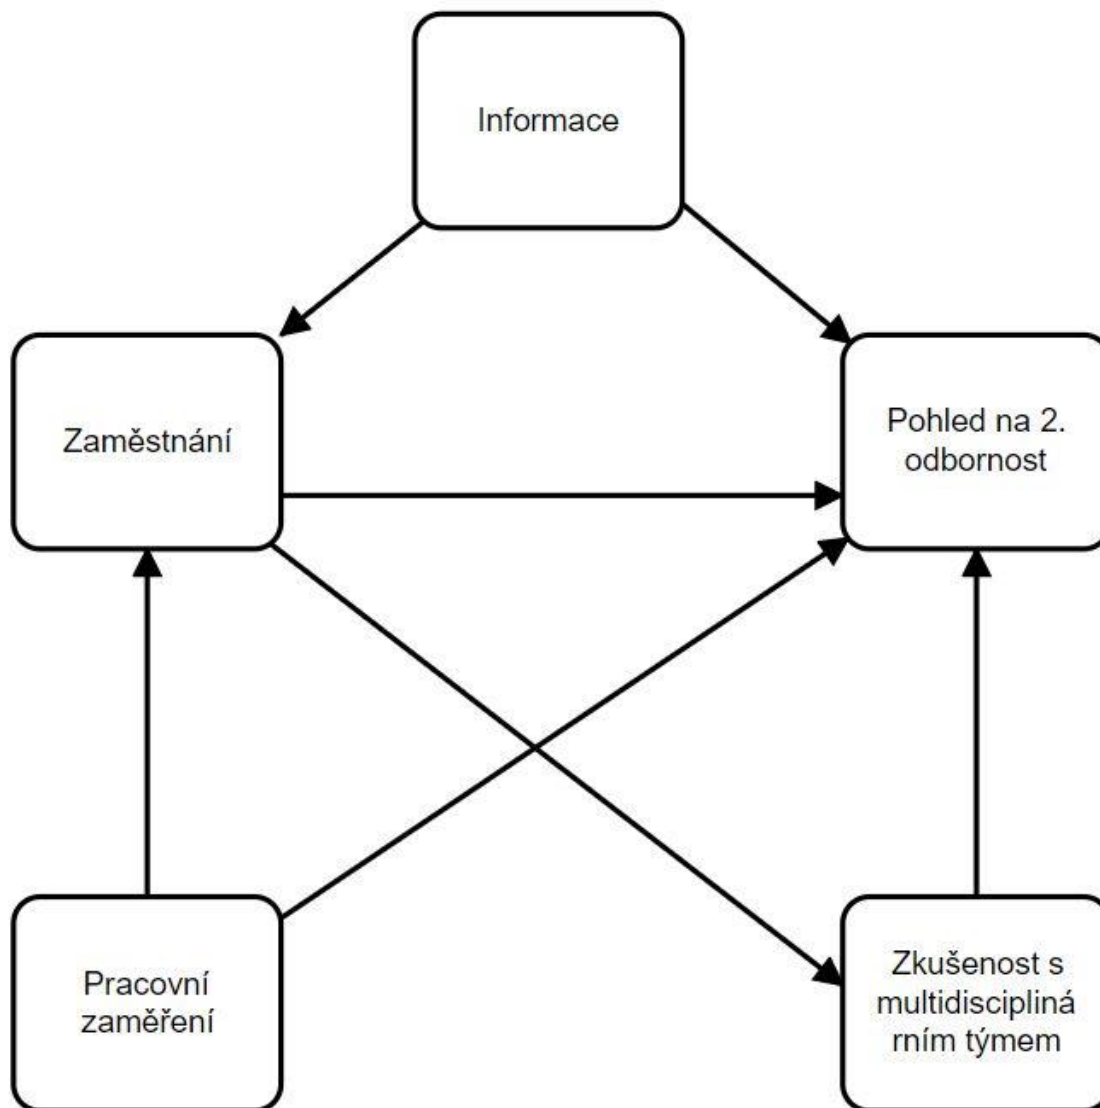 Informace
Zaměstnání
Pohled na 2.
odbornost
Pracovní
zaměření
Zkušenost s
multidiscipliná
rním týmem